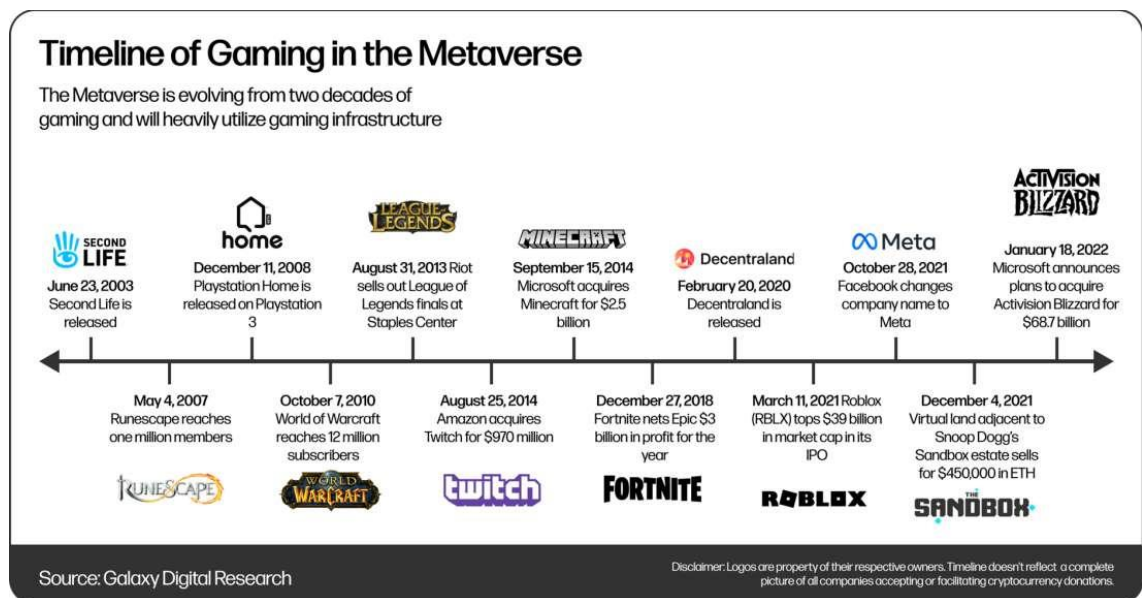 Timeline of Gaming in the Metaverse
The Metaverse is evolving from two decades of
gaming and will heavily utilize gaming infrastructure
SECOND
LIFE
June 23, 2003
Second Life is
released
home
December 11, 2008
Playstation Home is
released on Playstation
3
LEAGUE OF
LEGENDS
August 31, 2013 Riot
sells out League of
Legends finals at
Staples Center
MINECRAFT
September 15, 2014
Microsoft acquires
Minecraft for $2.5
billion
Decentraland
February 20, 2020
Decentraland is
released
Meta
October 28, 2021
Facebook changes
company name to
Meta
ACTIVISION
BLIZZARD
January 18, 2022
Microsoft announces
plans to acquire
Activision Blizzard for
$68.7 billion
May 4, 2007
Runescape reaches
one million members
RUNESCAPE
October 7, 2010
World of Warcraft
reaches 12 million
subscribers
WORLD
OF
WARCRAFT
August 25, 2014
Amazon acquires
Twitch for $970 million
twitch
December 27, 2018
Fortnite nets Epic $3
billion in profit for the
year
FORTNITE
March 11, 2021 Roblox
(RBLX) tops $39 billion
in market cap in its
IPO
ROBLOX
December 4, 2021
Virtual land adjacent to
Snoop Dogg's
Sandbox estate sells
for $450,000 in ETH
THE
SANDBOX
Source: Galaxy Digital Research
Disclaimer: Logos are property of their respective owners. Timeline doesn't reflect a complete
picture of all companies accepting or facilitating cryptocurrency donations.